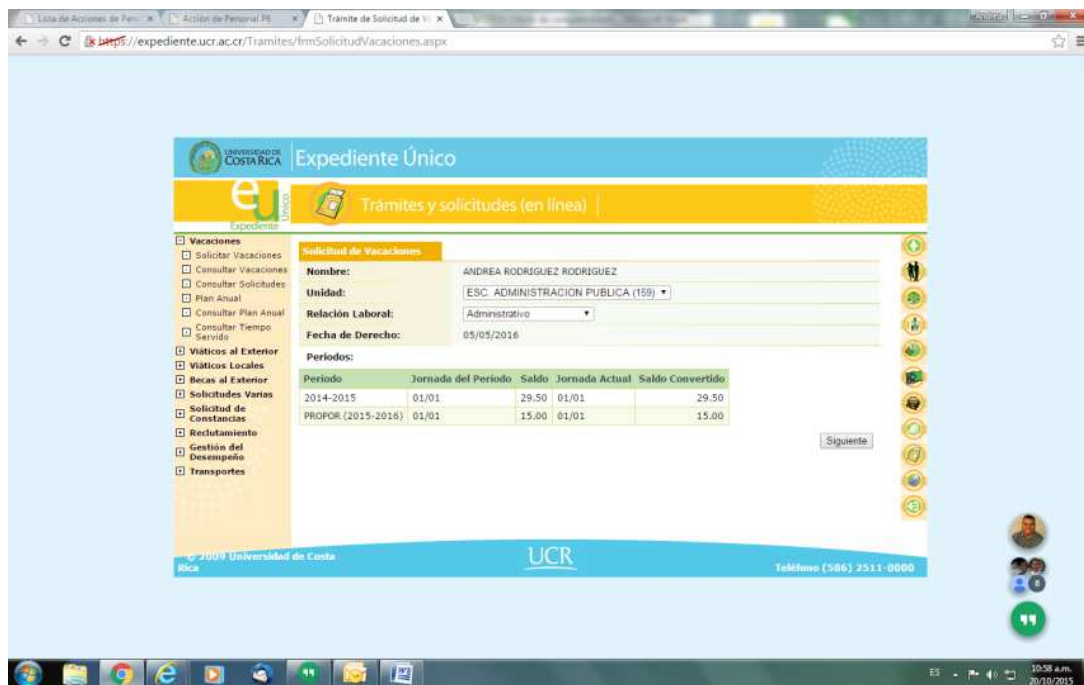 Lista de Acciones de Pers
Acción de Personal P8
Trámite de Solicitud de V
https://expediente.ucr.ac.cr/Tramites/frmSolicitudVacaciones.aspx
UNIVERSIDAD DE
COSTA RICA
Expediente Único
eu
Único
Expediente
Trámites y solicitudes (en línea)
Vacaciones
Solicitar Vacaciones
Consultar Vacaciones
Consultar Solicitudes
Plan Anual
Consultar Plan Anual
Consultar Tiempo
Servido
Viáticos al Exterior
Viáticos Locales
Becas al Exterior
Solicitudes Varias
Solicitud de
Constancias
Reclutamiento
Gestión del
Desempeño
Transportes
Solicitud de Vacaciones
Nombre: ANDREA RODRIGUEZ RODRIGUEZ
Unidad: ESC. ADMINISTRACION PUBLICA (159)
Relación Laboral: Administrativo
Fecha de Derecho: 05/05/2016
Períodos:
Período Jornada del Período Saldo Jornada Actual Saldo Convertido
2014-2015 01/01 29.50 01/01 29.50
PROPOR (2015-2016) 01/01 15.00 01/01 15.00
Siguiente
© 2009 Universidad de Costa
Rica
UCR
Teléfono (506) 2511-0000
ES
10:58 a.m.
20/10/2015